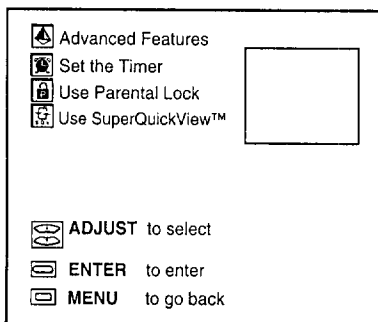 Advanced Features
Set the Timer
Use Parental Lock
Use SuperQuickView™
ADJUST to select
ENTER to enter
MENU to go back